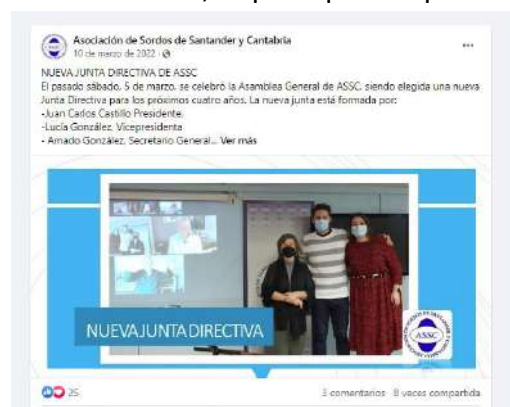 Asociación de Sordos de Santander y Cantabria
10 de marzo de 2022
NUEVA JUNTA DIRECTIVA DE ASSC
El pasado sábado, 5 de marzo, se celebró la Asamblea General de ASSC, siendo elegida una nueva
Junta Directiva para los próximos cuatro años. La nueva junta está formada por:
-Juan Carlos Castillo Presidente,
-Lucía González, Vicepresidenta
- Amado González, Secretario General... Ver más
NUEVA JUNTA DIRECTIVA
ASSC
25
3 comentarios 8 veces compartida